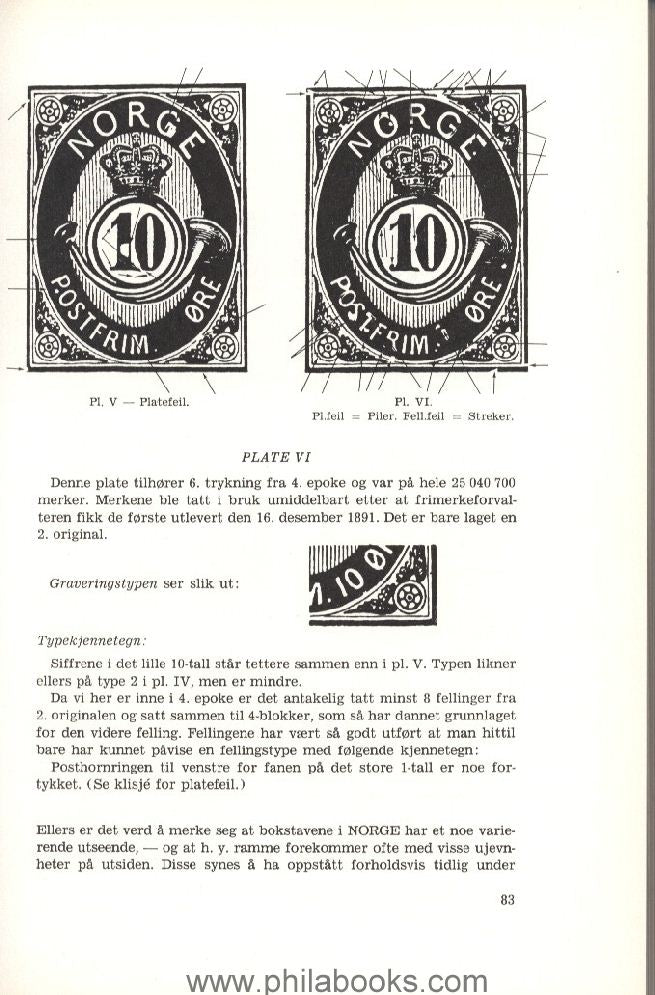 NORGE
10
POSTFRIM. ØRE
NORGE
10
POSTFRIM. ØRE.
Pl. V — Platefeil.
Pl. VI.
Pl.feil = Piler. Fell.feil = Streker.
PLATE VI
Denne plate tilhører 6. trykning fra 4. epoke og var på hele 25 040 700
merker. Merkene ble tatt i bruk umiddelbart etter at frimerkeforval-
teren fikk de første utlevert den 16. desember 1891. Det er bare laget en
2. original.
Graveringstypen ser slik ut:
M. 10 ØR
Typekjennetegn:
Siffrene i det lille 10-tall står tettere sammen enn i pl. V. Typen likner
ellers på type 2 i pl. IV, men er mindre.
Da vi her er inne i 4. epoke er det antakelig tatt minst 8 fellinger fra
2. originalen og satt sammen til 4-blokker, som så har dannet grunnlaget
for den videre felling. Fellingene har vært så godt utført at man hittil
bare har kunnet påvise en fellingstype med følgende kjennetegn:
Posthornringen til venstre for fanen på det store 1-tall er noe for-
tykket. (Se klisjé for platefeil.)
Ellers er det verd å merke seg at bokstavene i NORGE har et noe varie-
rende utseende, — og at h. y. ramme forekommer ofte med visse ujevn-
heter på utsiden. Disse synes å ha oppstått forholdsvis tidlig under
83
www.philabooks.com